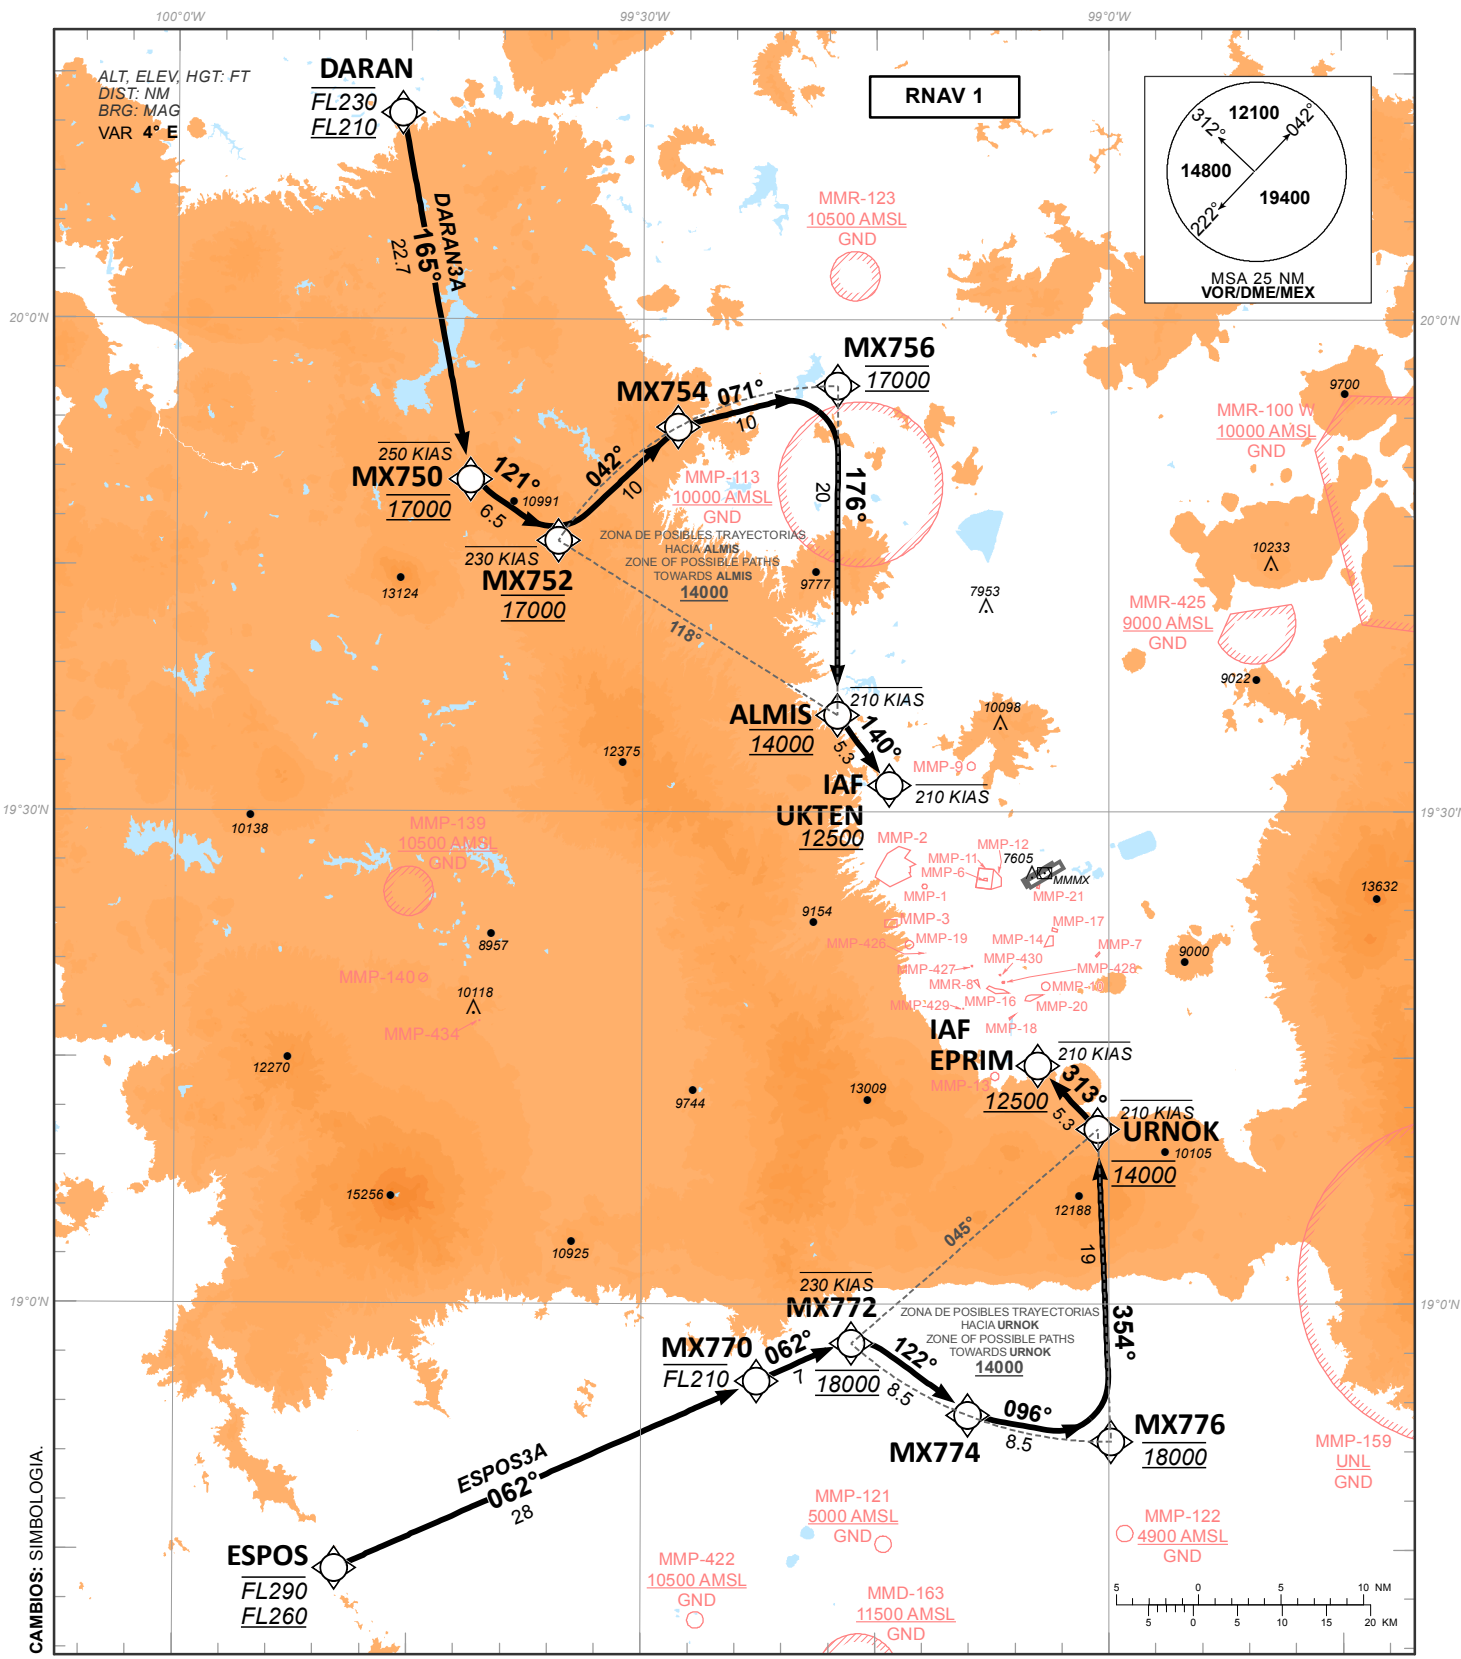 100°0'W
99°30'W
99°0'W
ALT, ELEV, HGT: FT
DIST: NM
BRG: MAG
VAR 4° E
DARAN
FL230
FL210
RNAV 1
12100
312°
042°
14800
19400
222°
MSA 25 NM
VOR/DME/MEX
DARAN3A
165°
22.7
MMR-123
10500 AMSL
GND
20°0'N
20°0'N
MX756
17000
MX754
071°
10
9700
MMR-100 W
10000 AMSL
GND
250 KIAS
MX750
17000
121°
6.5
10991
042°
10
MMP-113
10000 AMSL
GND
20
176°
230 KIAS
MX752
17000
ZONA DE POSIBLES TRAYECTORIAS
HACIA ALMIS
ZONE OF POSSIBLE PATHS
TOWARDS ALMIS
14000
13124
9777
7953
10233
MMR-425
9000 AMSL
GND
118°
9022
210 KIAS
ALMIS
14000
140°
5.3
10098
12375
MMP-9
IAF
UKTEN
12500
210 KIAS
19°30'N
19°30'N
10138
MMP-139
10500 AMSL
GND
MMP-2
MMP-12
MMP-11
7605
MMP-6
MMMX
MMP-1
MMP-21
13632
9154
MMP-3
MMP-17
8957
MMP-426
MMP-19
MMP-14
MMP-7
9000
MMP-140
MMP-427
MMP-430
MMP-428
MMR-8
MMP-10
10118
MMP-429
MMP-16
MMP-20
MMP-18
MMP-434
IAF
EPRIM
12500
210 KIAS
12270
MMP-13
313°
5.3
9744
13009
210 KIAS
URNOK
14000
10105
15256
12188
10925
045°
19
354°
19°0'N
19°0'N
230 KIAS
MX772
18000
ZONA DE POSIBLES TRAYECTORIAS
HACIA URNOK
ZONE OF POSSIBLE PATHS
TOWARDS URNOK
14000
MX770
FL210
062°
7
122°
8.5
096°
8.5
MX774
MX776
18000
MMP-159
UNL
GND
ESPOS3A
062°
28
MMP-121
5000 AMSL
GND
MMP-122
4900 AMSL
GND
ESPOS
FL290
FL260
MMP-422
10500 AMSL
GND
MMD-163
11500 AMSL
GND
5 0 5 10 NM
5 0 5 10 15 20 KM
CAMBIOS: SIMBOLOGIA.